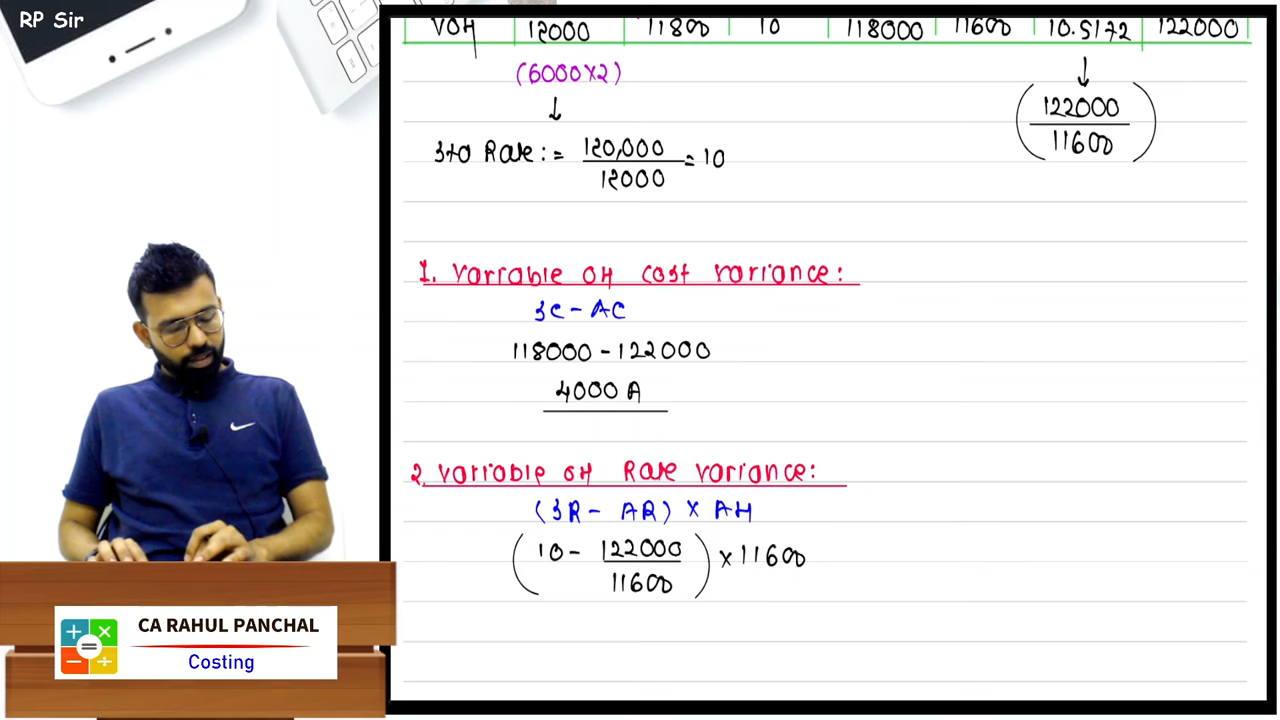 RP Sir
VOH 12000 11800 10 118000 11600 10.5172 122000
(6000×2)
↓
Std Rate := 120,000 / 12000 = 10
↓
(122000 / 11600)
1. Variable OH Cost Variance:
SC - AC
118000 - 122000
4000 A
2. Variable OH Rate Variance:
(SR - AR) × AH
(10 - 122000 / 11600) × 11600
CA RAHUL PANCHAL
Costing